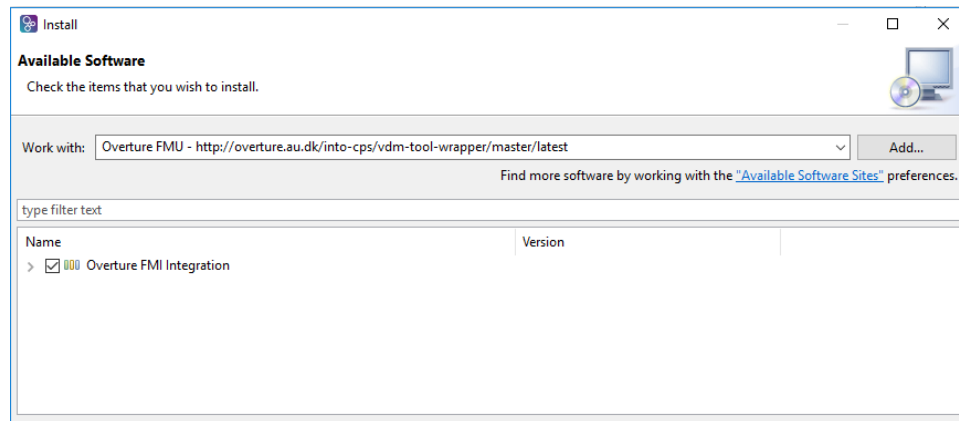 Install
Available Software
Check the items that you wish to install.
Work with: Overture FMU - http://overture.au.dk/into-cps/vdm-tool-wrapper/master/latest Add...
Find more software by working with the "Available Software Sites" preferences.
type filter text
Name Version
Overture FMI Integration